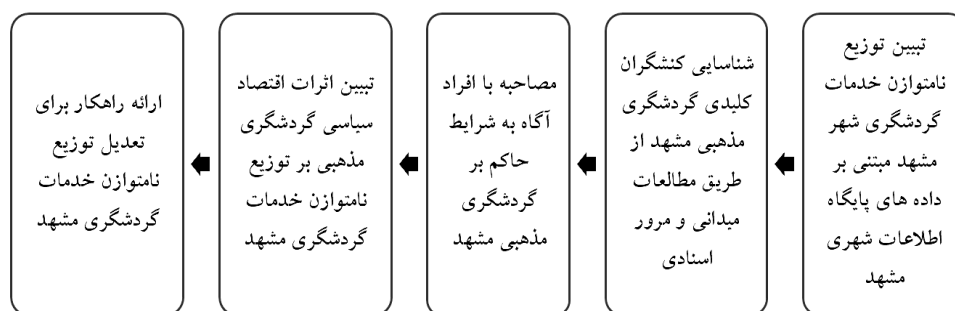 تبیین توزیع
نامتوازن خدمات
گردشگری شهر
مشهد مبتنی بر
داده های پایگاه
اطلاعات شهری
مشهد
شناسایی کنشگران
کلیدی گردشگری
مذهبی مشهد از
طریق مطالعات
میدانی و مرور
اسنادی
مصاحبه با افراد
آگاه به شرایط
حاکم بر
گردشگری
مذهبی مشهد
تبیین اثرات اقتصاد
سیاسی گردشگری
مذهبی بر توزیع
نامتوازن خدمات
گردشگری مشهد
ارائه راهکار برای
تعدیل توزیع
نامتوازن خدمات
گردشگری مشهد